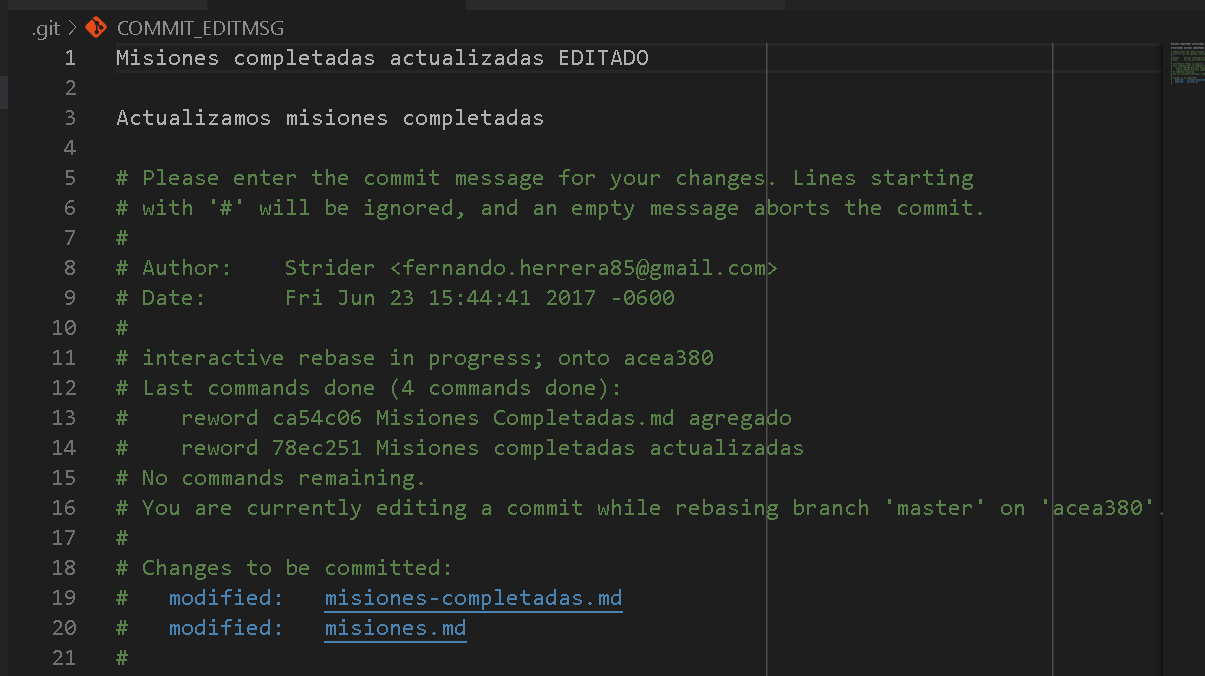 .git > COMMIT_EDITMSG
1 Misiones completadas actualizadas EDITADO
2
3 Actualizamos misiones completadas
4
5 # Please enter the commit message for your changes. Lines starting
6 # with '#' will be ignored, and an empty message aborts the commit.
7 #
8 # Author:    Strider <fernando.herrera85@gmail.com>
9 # Date:      Fri Jun 23 15:44:41 2017 -0600
10 #
11 # interactive rebase in progress; onto acea380
12 # Last commands done (4 commands done):
13 #    reword ca54c06 Misiones Completadas.md agregado
14 #    reword 78ec251 Misiones completadas actualizadas
15 # No commands remaining.
16 # You are currently editing a commit while rebasing branch 'master' on 'acea380'.
17 #
18 # Changes to be committed:
19 #   modified:   misiones-completadas.md
20 #   modified:   misiones.md
21 #